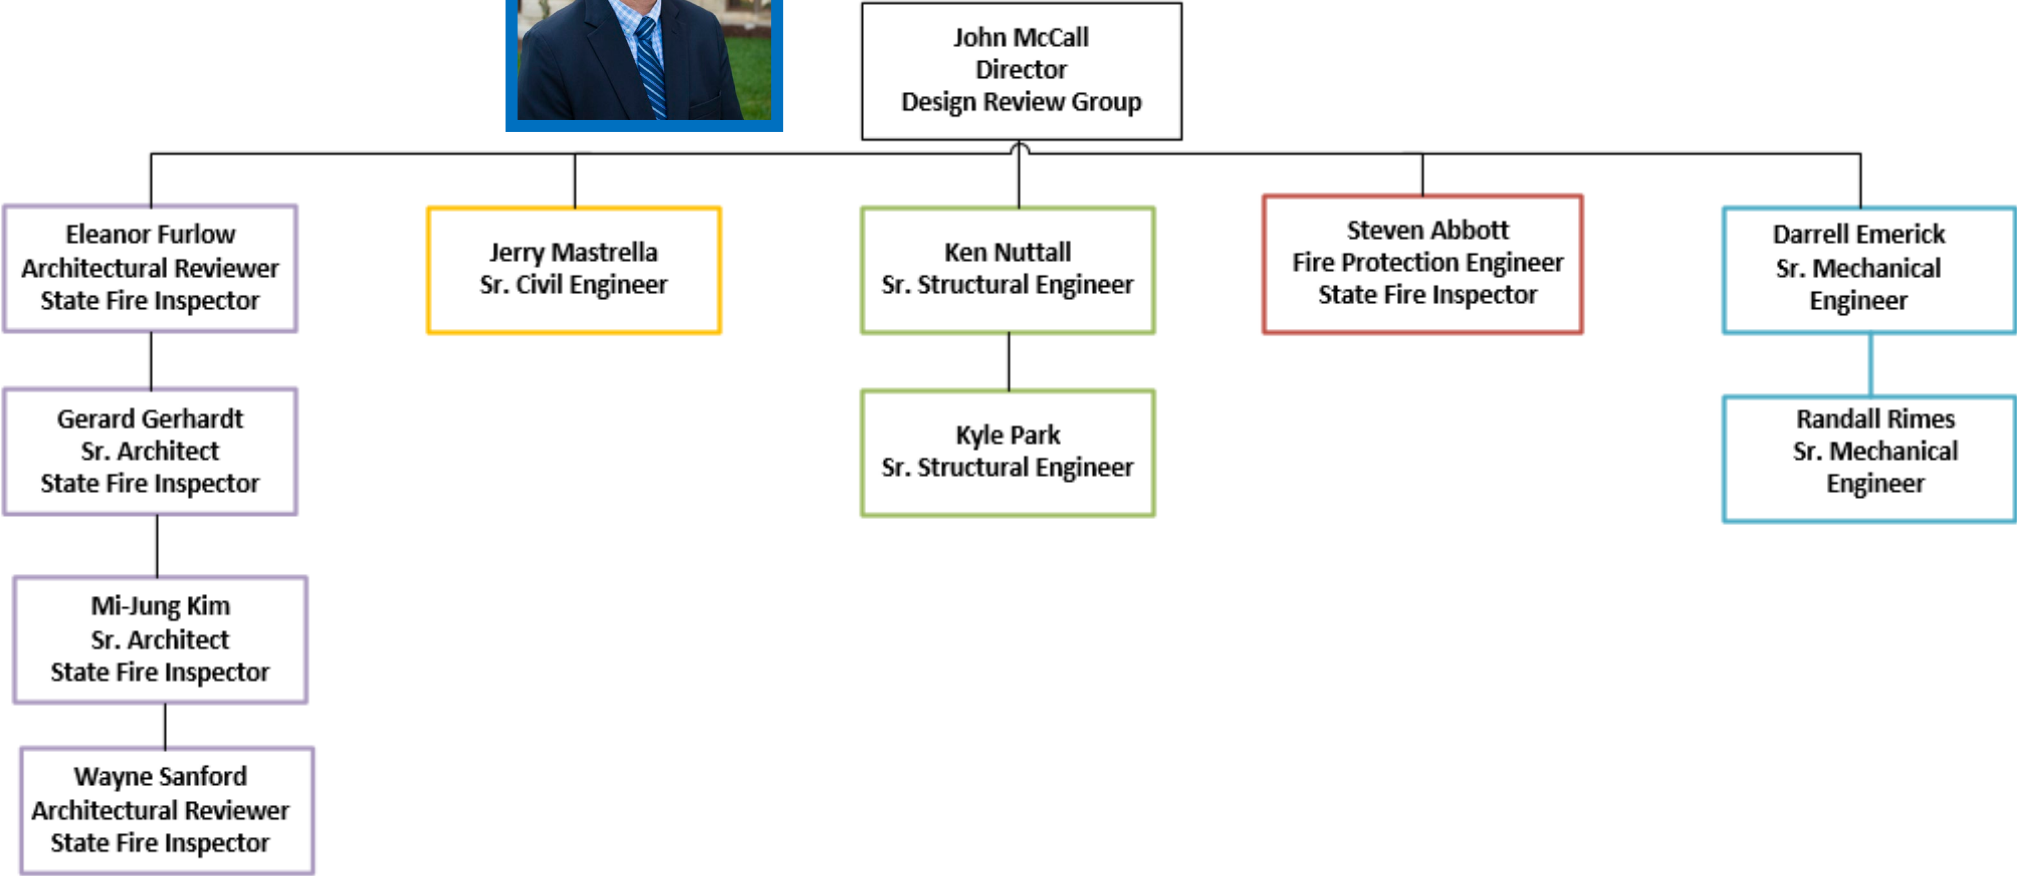 John McCall
Director
Design Review Group
Eleanor Furlow
Architectural Reviewer
State Fire Inspector
Jerry Mastrella
Sr. Civil Engineer
Ken Nuttall
Sr. Structural Engineer
Steven Abbott
Fire Protection Engineer
State Fire Inspector
Darrell Emerick
Sr. Mechanical
Engineer
Gerard Gerhardt
Sr. Architect
State Fire Inspector
Kyle Park
Sr. Structural Engineer
Randall Rimes
Sr. Mechanical
Engineer
Mi-Jung Kim
Sr. Architect
State Fire Inspector
Wayne Sanford
Architectural Reviewer
State Fire Inspector